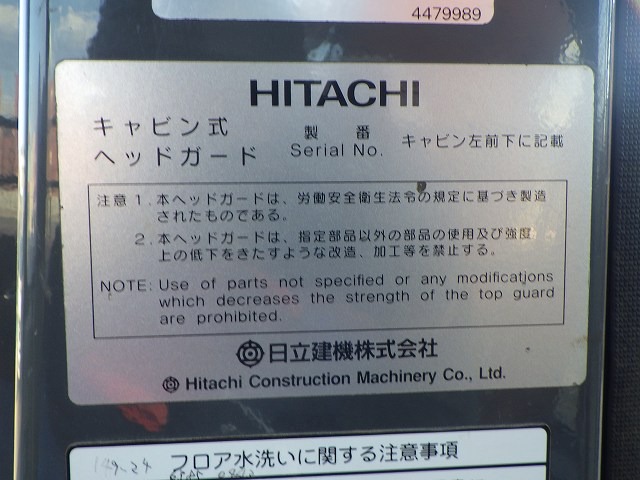 4479989
HITACHI
キャビン式
ヘッドガード
製 番
Serial No.
キャビン左前下に記載
注意 1. 本ヘッドガードは、労働安全衛生法令の規定に基づき製造
されたものである。
2. 本ヘッドガードは、指定部品以外の部品の使用及び強度
上の低下をきたすような改造、加工等を禁止する。
NOTE: Use of parts not specified or any modifications
which decreases the strength of the top guard
are prohibited.
日立建機株式会社
Hitachi Construction Machinery Co., Ltd.
フロア水洗いに関する注意事項